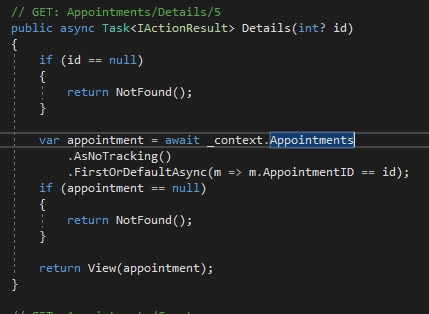 // GET: Appointments/Details/5
public async Task<IActionResult> Details(int? id)
{
    if (id == null)
    {
        return NotFound();
    }

    var appointment = await _context.Appointments
        .AsNoTracking()
        .FirstOrDefaultAsync(m => m.AppointmentID == id);
    if (appointment == null)
    {
        return NotFound();
    }

    return View(appointment);
}